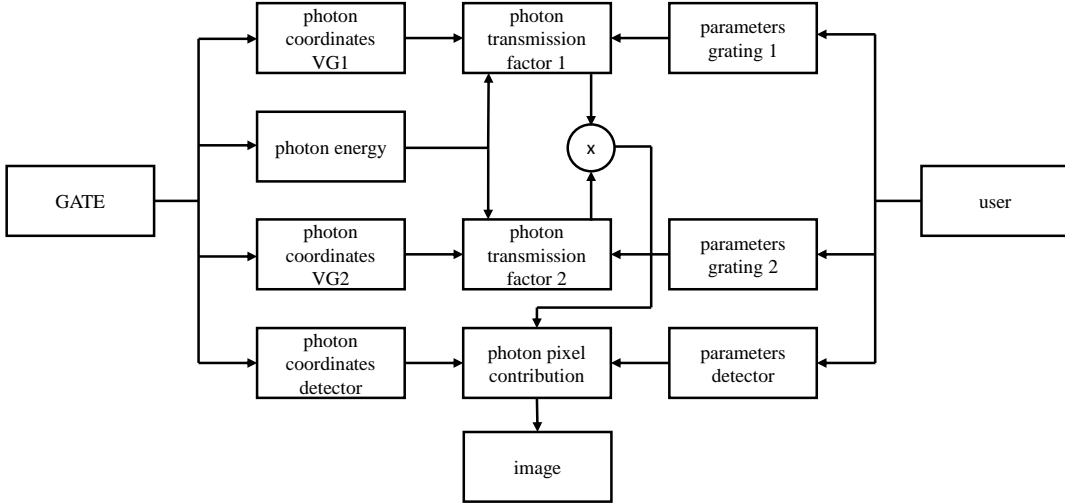 photon
coordinates
VG1
photon
transmission
factor 1
parameters
grating 1
photon energy
x
GATE
user
photon
coordinates
VG2
photon
transmission
factor 2
parameters
grating 2
photon
coordinates
detector
photon pixel
contribution
parameters
detector
image